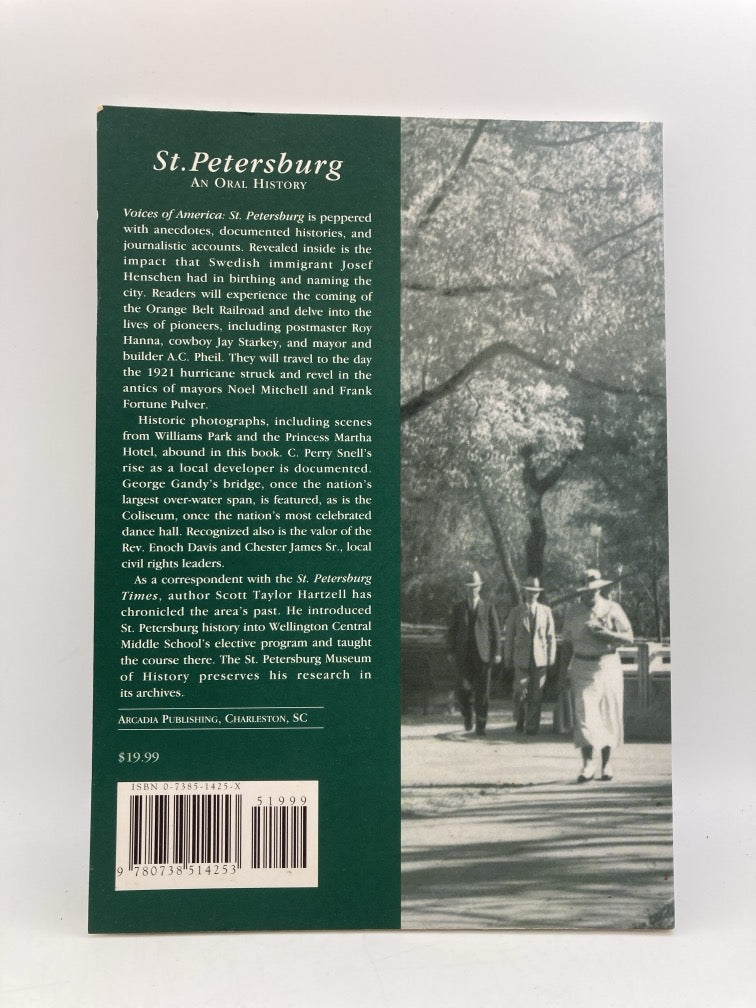 St. Petersburg
AN ORAL HISTORY
Voices of America: St. Petersburg is peppered
with anecdotes, documented histories, and
journalistic accounts. Revealed inside is the
impact that Swedish immigrant Josef
Henschen had in birthing and naming the
city. Readers will experience the coming of
the Orange Belt Railroad and delve into the
lives of pioneers, including postmaster Roy
Hanna, cowboy Jay Starkey, and mayor and
builder A.C. Pheil. They will travel to the day
the 1921 hurricane struck and revel in the
antics of mayors Noel Mitchell and Frank
Fortune Pulver.
Historic photographs, including scenes
from Williams Park and the Princess Martha
Hotel, abound in this book. C. Perry Snell's
rise as a local developer is documented.
George Gandy's bridge, once the nation's
largest over-water span, is featured, as is the
Coliseum, once the nation's most celebrated
dance hall. Recognized also is the valor of the
Rev. Enoch Davis and Chester James Sr., local
civil rights leaders.
As a correspondent with the St. Petersburg
Times, author Scott Taylor Hartzell has
chronicled the area's past. He introduced
St. Petersburg history into Wellington Central
Middle School's elective program and taught
the course there. The St. Petersburg Museum
of History preserves his research in
its archives.
ARCADIA PUBLISHING, CHARLESTON, SC
$19.99
ISBN 0-7385-1425-X
51999
9 780738 514253